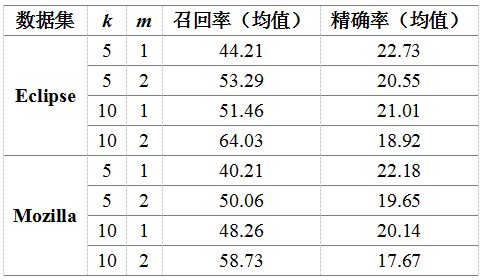 数据集 k m 召回率（均值） 精确率（均值）
Eclipse
5 1 44.21 22.73
5 2 53.29 20.55
10 1 51.46 21.01
10 2 64.03 18.92
Mozilla
5 1 40.21 22.18
5 2 50.06 19.65
10 1 48.26 20.14
10 2 58.73 17.67